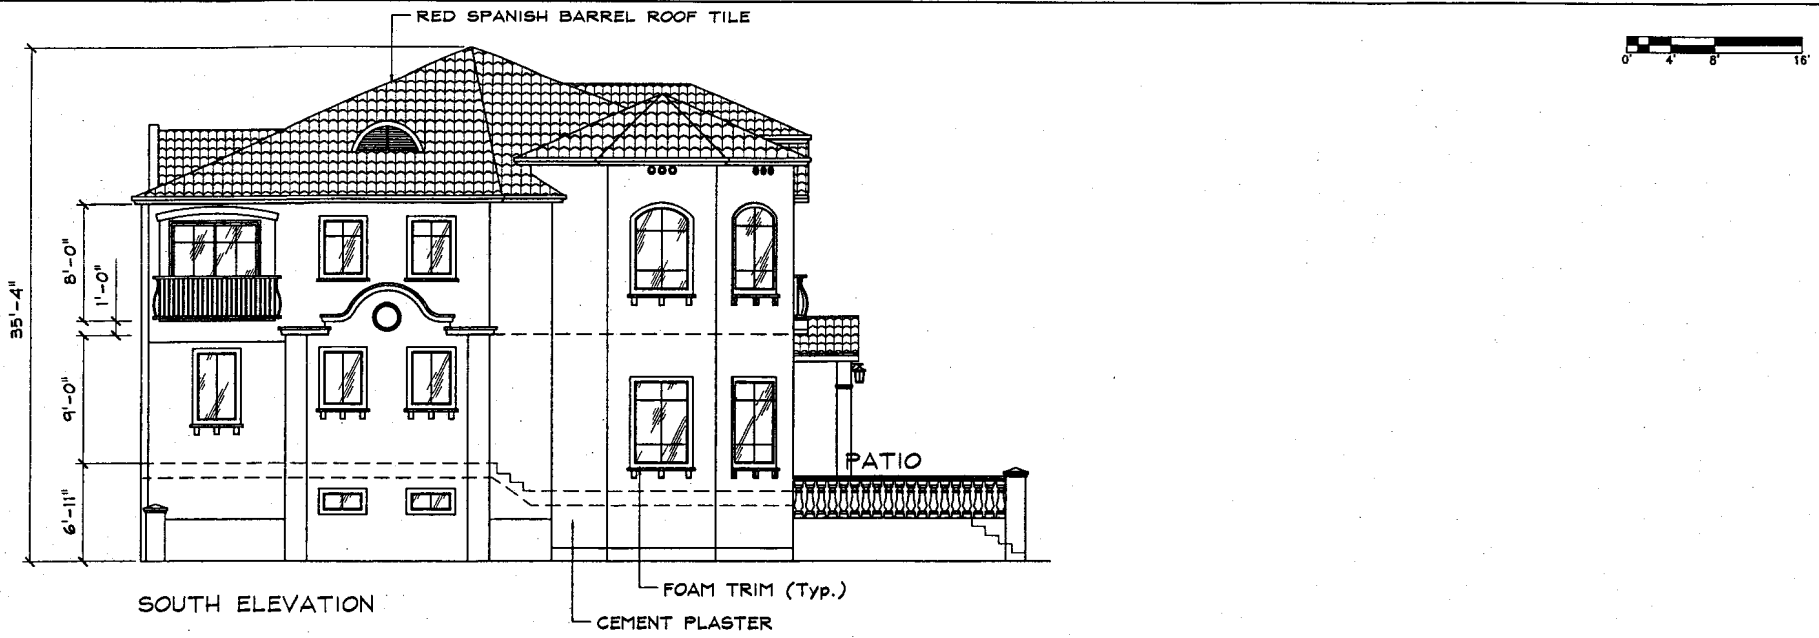 RED SPANISH BARREL ROOF TILE
0' 4' 8' 16'
35'-4"
8'-0"
1'-0"
9'-0"
6'-11"
PATIO
FOAM TRIM (Typ.)
CEMENT PLASTER
SOUTH ELEVATION